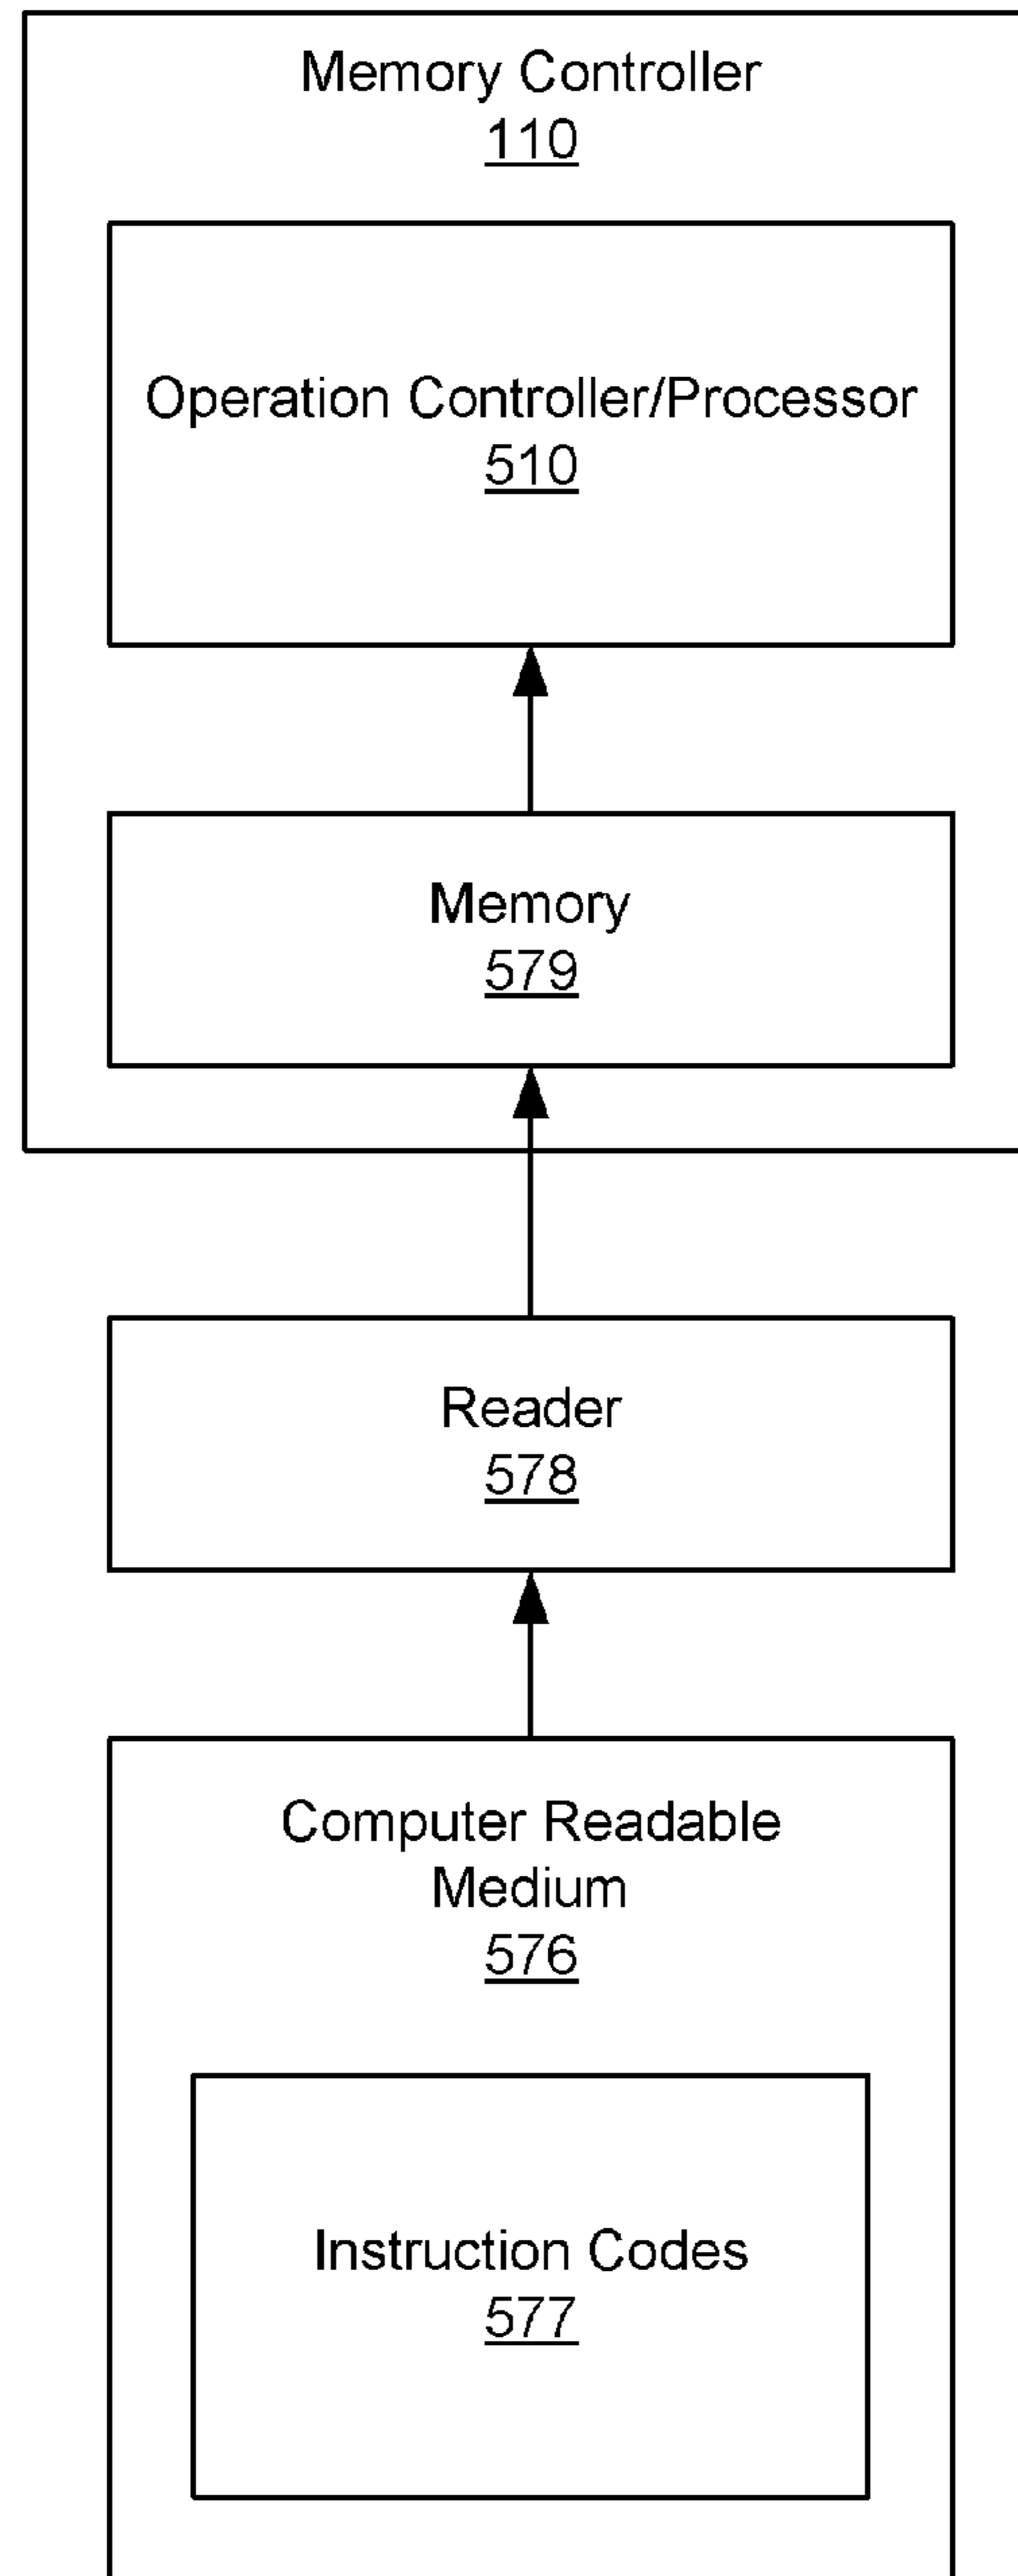 Memory Controller
110
Operation Controller/Processor
510
Memory
579
Reader
578
Computer Readable
Medium
576
Instruction Codes
577